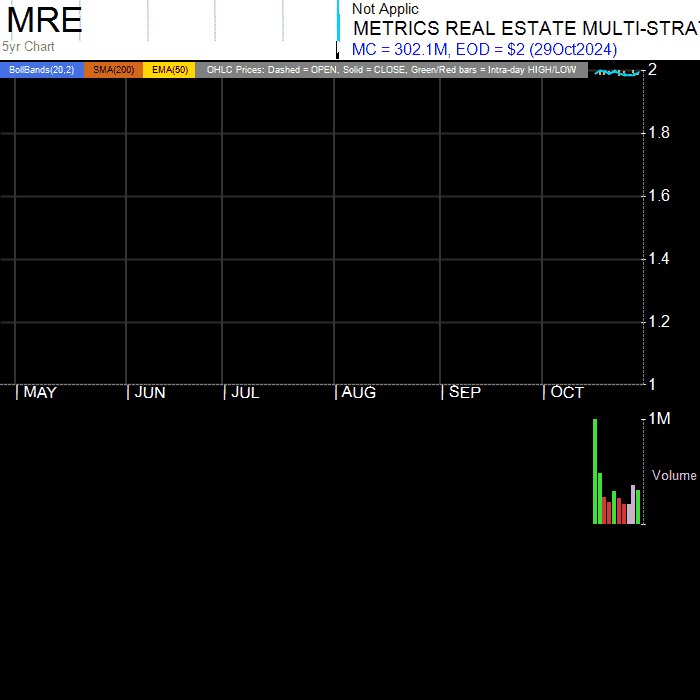 MRE
5yr Chart
Not Applic
METRICS REAL ESTATE MULTI-STRAT
MC = 302.1M, EOD = $2 (29Oct2024)
BollBands(20,2) SMA(200) EMA(50) OHLC Prices: Dashed = OPEN, Solid = CLOSE, Green/Red bars = Intra-day HIGH/LOW
2
1.8
1.6
1.4
1.2
1
MAY JUN JUL AUG SEP OCT
1M
Volume